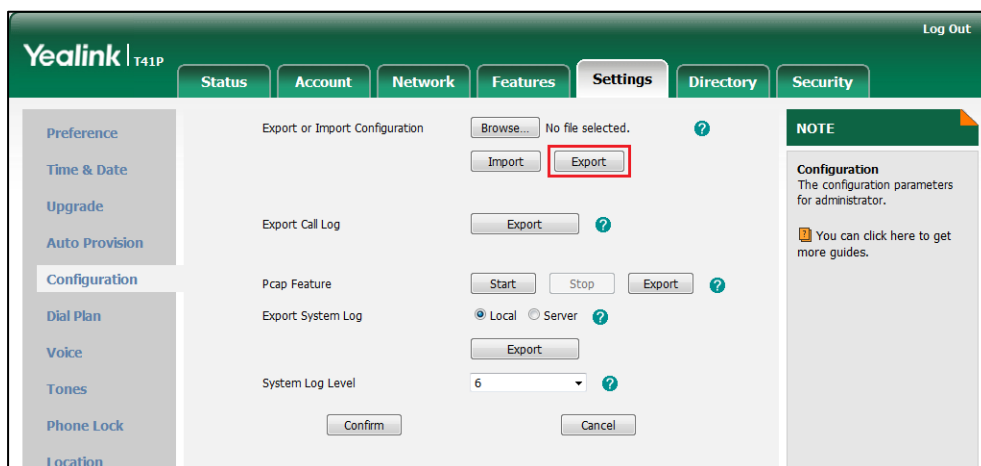 Log Out
Yealink T41P
Status Account Network Features Settings Directory Security
Preference
Time & Date
Upgrade
Auto Provision
Configuration
Dial Plan
Voice
Tones
Phone Lock
Location
Export or Import Configuration Browse... No file selected. ?
Import Export
Export Call Log Export ?
Pcap Feature Start Stop Export ?
Export System Log Local Server ?
Export
System Log Level 6 ?
Confirm Cancel
NOTE
Configuration
The configuration parameters
for administrator.
? You can click here to get
more guides.